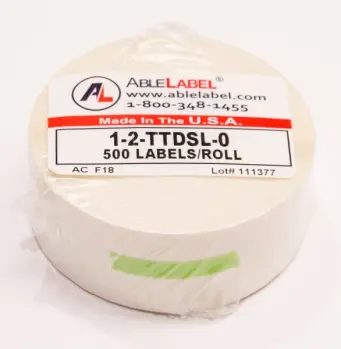 AL ABLELABEL®
www.ablelabel.com
1-800-348-1455
Made In The U.S.A.
1-2-TTDSL-0
500 LABELS/ROLL
AC F18 Lot# 111377